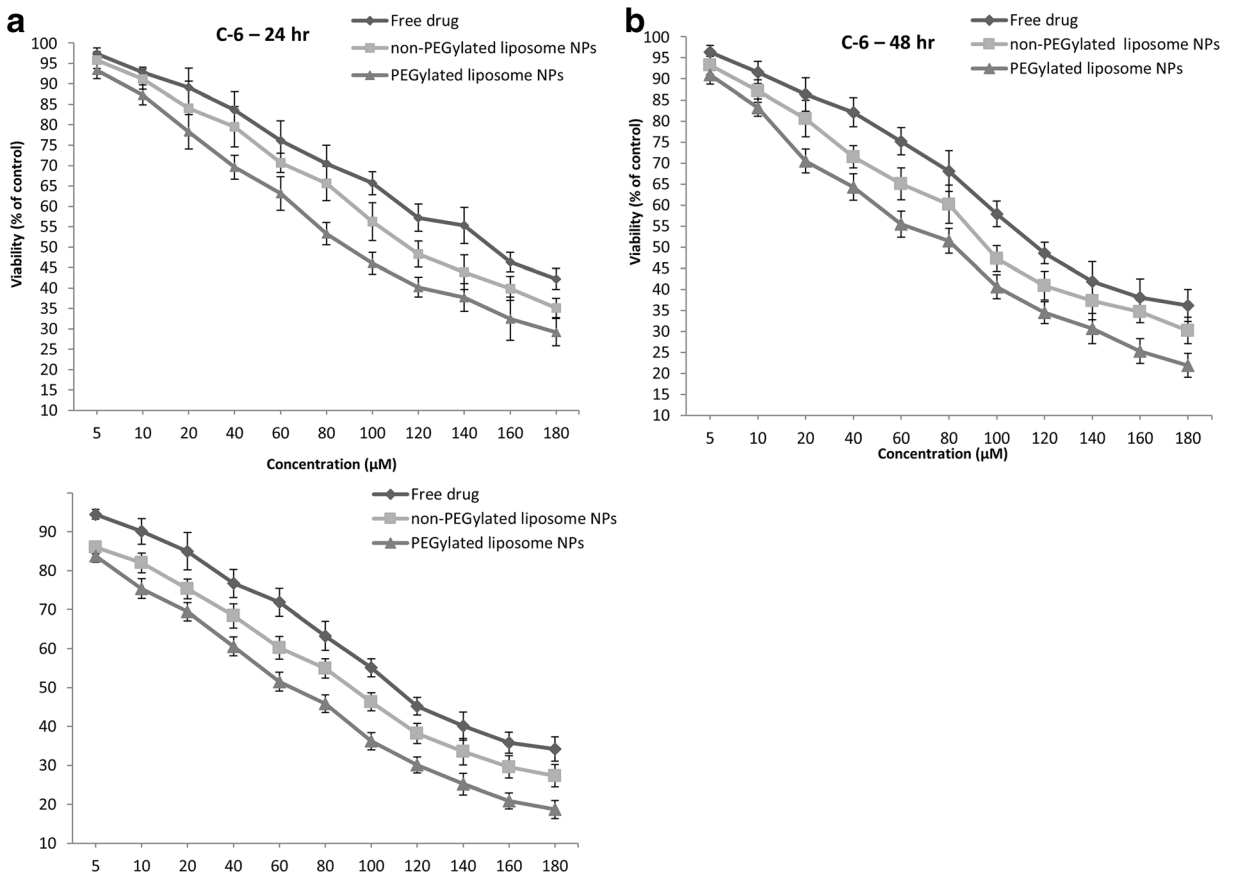 a
C-6 – 24 hr
Free drug
non-PEGylated liposome NPs
PEGylated liposome NPs
Viability (% of control)
100
95
90
85
80
75
70
65
60
55
50
45
40
35
30
25
20
15
10
5 10 20 40 60 80 100 120 140 160 180
Concentration (µM)
b
C-6 – 48 hr
Free drug
non-PEGylated liposome NPs
PEGylated liposome NPs
Viability (% of control)
100
95
90
85
80
75
70
65
60
55
50
45
40
35
30
25
20
15
10
5 10 20 40 60 80 100 120 140 160 180
Concentration (µM)
Free drug
non-PEGylated liposome NPs
PEGylated liposome NPs
90
80
70
60
50
40
30
20
10
5 10 20 40 60 80 100 120 140 160 180